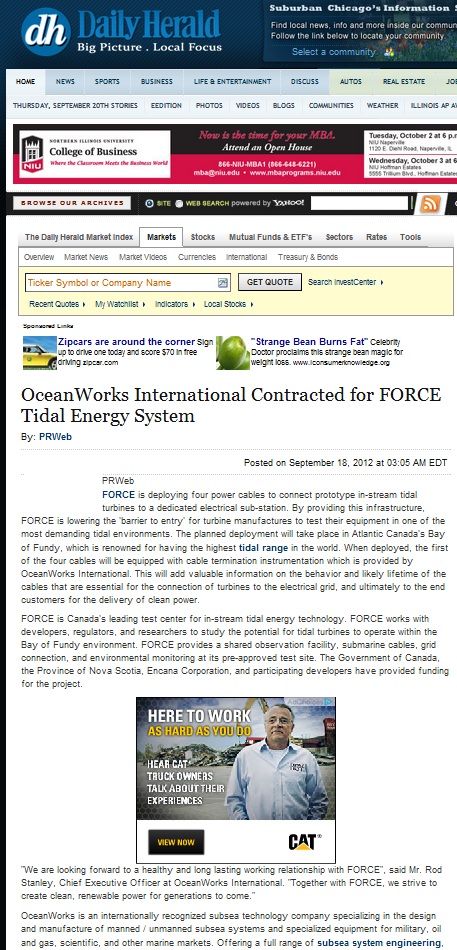 dh Daily Herald
Big Picture . Local Focus
Suburban Chicago's Information S
Find local news, info and more inside our commun
Follow the link below to locate your community.
Select a community
HOME NEWS SPORTS BUSINESS LIFE & ENTERTAINMENT DISCUSS AUTOS REAL ESTATE JO
THURSDAY, SEPTEMBER 20TH STORIES EEDITION PHOTOS VIDEOS BLOGS COMMUNITIES WEATHER ILLINOIS AP
NIU
NORTHERN ILLINOIS UNIVERSITY
College of Business
Where the Classroom Meets the Business World
Now is the time for your MBA.
Attend an Open House
866-NIU-MBA1 (866-648-6221)
mba@niu.edu • www.mbaprograms.niu.edu
Tuesday, October 2 at 6 p.
NIU Naperville
1120 E. Diehl Road, Naperville, IL
Wednesday, October 3 at 6
NIU Hoffman Estates
5555 Trillium Blvd., Hoffman Estate
BROWSE OUR ARCHIVES SITE WEB SEARCH powered by YAHOO!
The Daily Herald Market Index Markets Stocks Mutual Funds & ETF's Sectors Rates Tools
Overview Market News Market Videos Currencies International Treasury & Bonds
Ticker Symbol or Company Name GET QUOTE Search InvestCenter
Recent Quotes My Watchlist Indicators Local Stocks
Sponsored Links
Zipcars are around the corner Sign
up to drive one today and score $70 in free
driving zipcar.com
"Strange Bean Burns Fat" Celebrity
Doctor proclaims this strange bean magic for
weight loss. www.iconsumerknowledge.org
OceanWorks International Contracted for FORCE
Tidal Energy System
By: PRWeb
Posted on September 18, 2012 at 03:05 AM EDT
PRWeb
FORCE is deploying four power cables to connect prototype in-stream tidal
turbines to a dedicated electrical sub-station. By providing this infrastructure,
FORCE is lowering the 'barrier to entry' for turbine manufactures to test their equipment in one of the
most demanding tidal environments. The planned deployment will take place in Atlantic Canada's Bay
of Fundy, which is renowned for having the highest tidal range in the world. When deployed, the first
of the four cables will be equipped with cable termination instrumentation which is provided by
OceanWorks International. This will add valuable information on the behavior and likely lifetime of the
cables that are essential for the connection of turbines to the electrical grid, and ultimately to the end
customers for the delivery of clean power.
FORCE is Canada's leading test center for in-stream tidal energy technology. FORCE works with
developers, regulators, and researchers to study the potential for tidal turbines to operate within the
Bay of Fundy environment. FORCE provides a shared observation facility, submarine cables, grid
connection, and environmental monitoring at its pre-approved test site. The Government of Canada,
the Province of Nova Scotia, Encana Corporation, and participating developers have provided funding
for the project.
HERE TO WORK
AS HARD AS YOU DO
HEAR CAT®
TRUCK OWNERS
TALK ABOUT THEIR
EXPERIENCES
VIEW NOW
CAT®
"We are looking forward to a healthy and long lasting working relationship with FORCE", said Mr. Rod
Stanley, Chief Executive Officer at OceanWorks International. "Together with FORCE, we strive to
create clean, renewable power for generations to come."
OceanWorks is an internationally recognized subsea technology company specializing in the design
and manufacture of manned / unmanned subsea systems and specialized equipment for military, oil
and gas, scientific, and other marine markets. Offering a full range of subsea system engineering,